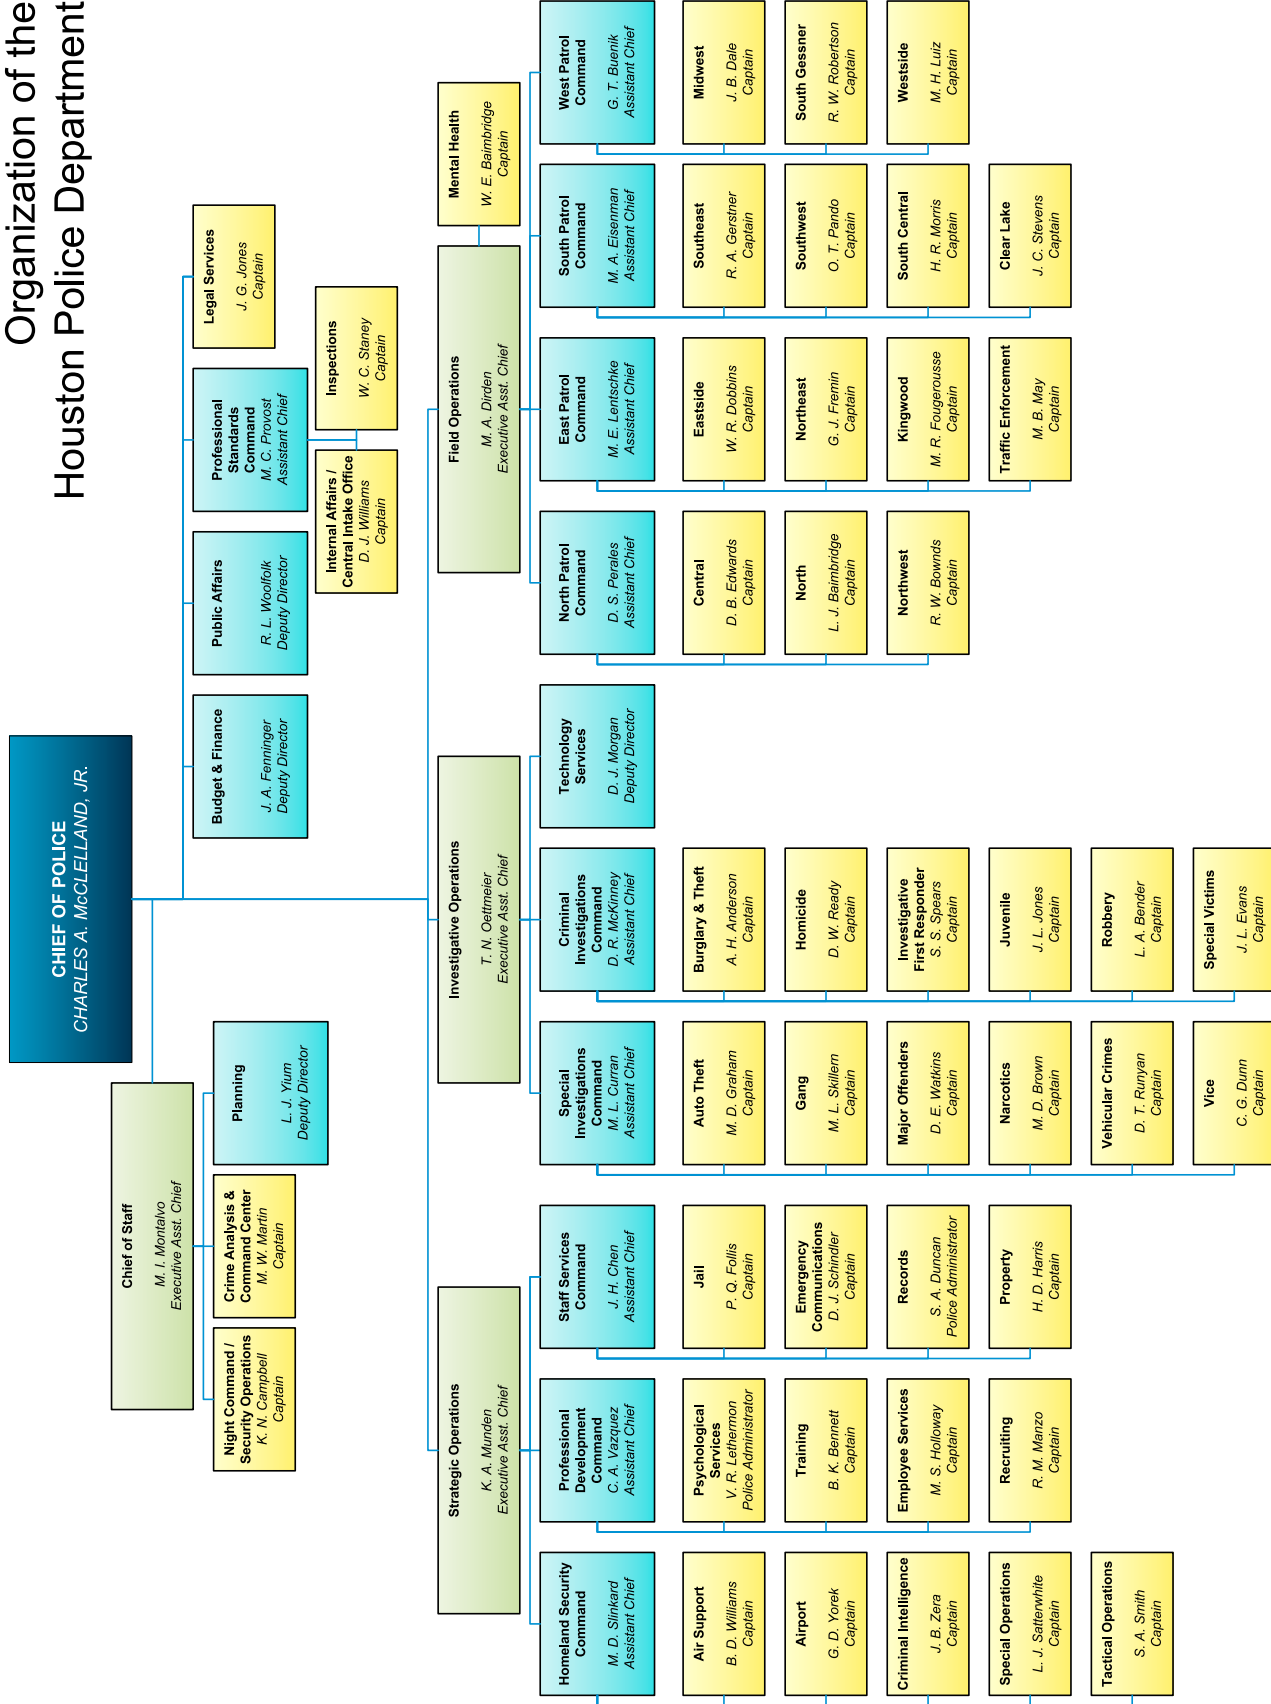 Organization of the
Houston Police Department
CHIEF OF POLICE
CHARLES A. McCLELLAND, JR.
Chief of Staff
M. I. Montalvo
Executive Asst. Chief
Night Command /
Security Operations
K. N. Campbell
Captain
Crime Analysis &
Command Center
M. W. Martin
Captain
Planning
L. J. Yium
Deputy Director
Budget & Finance
J. A. Fenninger
Deputy Director
Public Affairs
R. L. Woolfolk
Deputy Director
Professional
Standards
Command
M. C. Provost
Assistant Chief
Legal Services
J. G. Jones
Captain
Internal Affairs /
Central Intake Office
D. J. Williams
Captain
Inspections
W. C. Staney
Captain
Strategic Operations
K. A. Munden
Executive Asst. Chief
Investigative Operations
T. N. Oettmeier
Executive Asst. Chief
Field Operations
M. A. Dirden
Executive Asst. Chief
Mental Health
W. E. Baimbridge
Captain
Homeland Security
Command
M. D. Slinkard
Assistant Chief
Air Support
B. D. Williams
Captain
Airport
G. D. Yorek
Captain
Criminal Intelligence
J. B. Zera
Captain
Special Operations
L. J. Satterwhite
Captain
Tactical Operations
S. A. Smith
Captain
Professional
Development
Command
C. A. Vazquez
Assistant Chief
Psychological
Services
V. R. Lethermon
Police Administrator
Training
B. K. Bennett
Captain
Employee Services
M. S. Holloway
Captain
Recruiting
R. M. Manzo
Captain
Staff Services
Command
J. H. Chen
Assistant Chief
Jail
P. Q. Follis
Captain
Emergency
Communications
D. J. Schindler
Captain
Records
S. A. Duncan
Police Administrator
Property
H. D. Harris
Captain
Special
Investigations
Command
M. L. Curran
Assistant Chief
Auto Theft
M. D. Graham
Captain
Gang
M. L. Skillern
Captain
Major Offenders
D. E. Watkins
Captain
Narcotics
M. D. Brown
Captain
Vehicular Crimes
D. T. Runyan
Captain
Vice
C. G. Dunn
Captain
Criminal
Investigations
Command
D. R. McKinney
Assistant Chief
Burglary & Theft
A. H. Anderson
Captain
Homicide
D. W. Ready
Captain
Investigative
First Responder
S. S. Spears
Captain
Juvenile
J. L. Jones
Captain
Robbery
L. A. Bender
Captain
Special Victims
J. L. Evans
Captain
Technology
Services
D. J. Morgan
Deputy Director
North Patrol
Command
D. S. Perales
Assistant Chief
Central
D. B. Edwards
Captain
North
L. J. Baimbridge
Captain
Northwest
R. W. Bownds
Captain
East Patrol
Command
M. E. Lentschke
Assistant Chief
Eastside
W. R. Dobbins
Captain
Northeast
G. J. Fremin
Captain
Kingwood
M. R. Fougerousse
Captain
Traffic Enforcement
M. B. May
Captain
South Patrol
Command
M. A. Eisenman
Assistant Chief
Southeast
R. A. Gerstner
Captain
Southwest
O. T. Pando
Captain
South Central
H. R. Morris
Captain
Clear Lake
J. C. Stevens
Captain
West Patrol
Command
G. T. Buenik
Assistant Chief
Midwest
J. B. Dale
Captain
South Gessner
R. W. Robertson
Captain
Westside
M. H. Luiz
Captain